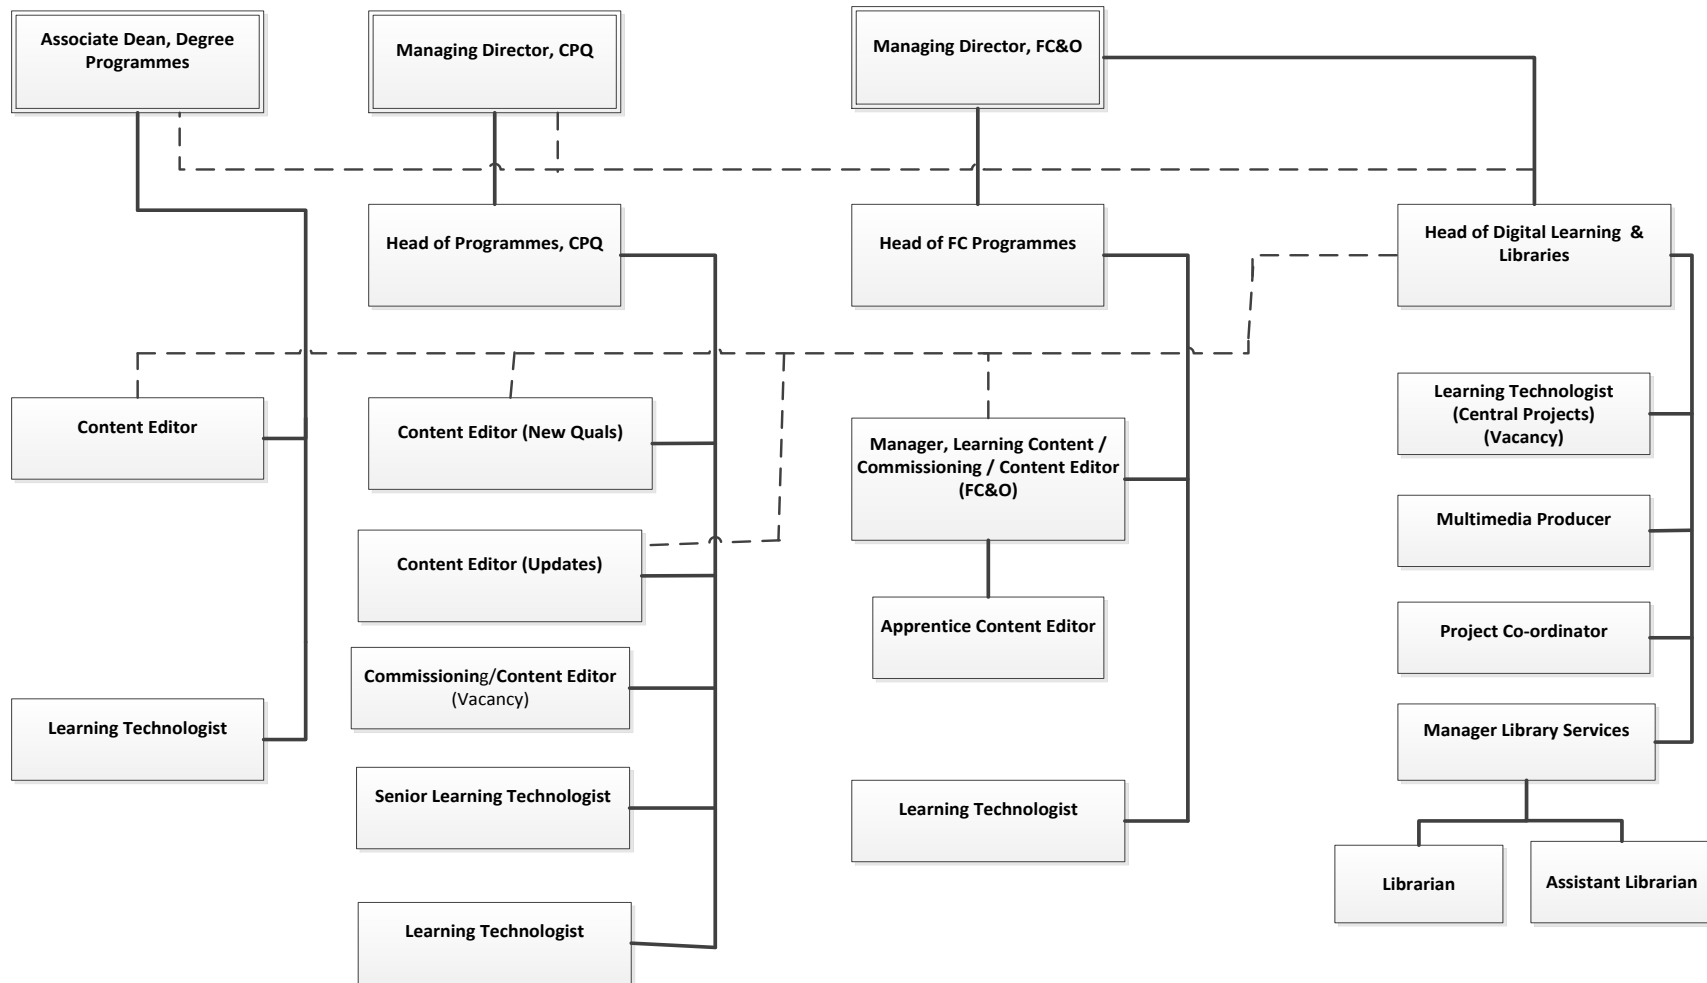 Associate Dean, Degree
Programmes
Managing Director, CPQ
Managing Director, FC&O
Head of Programmes, CPQ
Head of FC Programmes
Head of Digital Learning &
Libraries
Content Editor
Content Editor (New Quals)
Manager, Learning Content /
Commissioning / Content Editor
(FC&O)
Learning Technologist
(Central Projects)
(Vacancy)
Multimedia Producer
Content Editor (Updates)
Apprentice Content Editor
Project Co-ordinator
Commissioning/Content Editor
(Vacancy)
Learning Technologist
Manager Library Services
Senior Learning Technologist
Learning Technologist
Librarian
Assistant Librarian
Learning Technologist